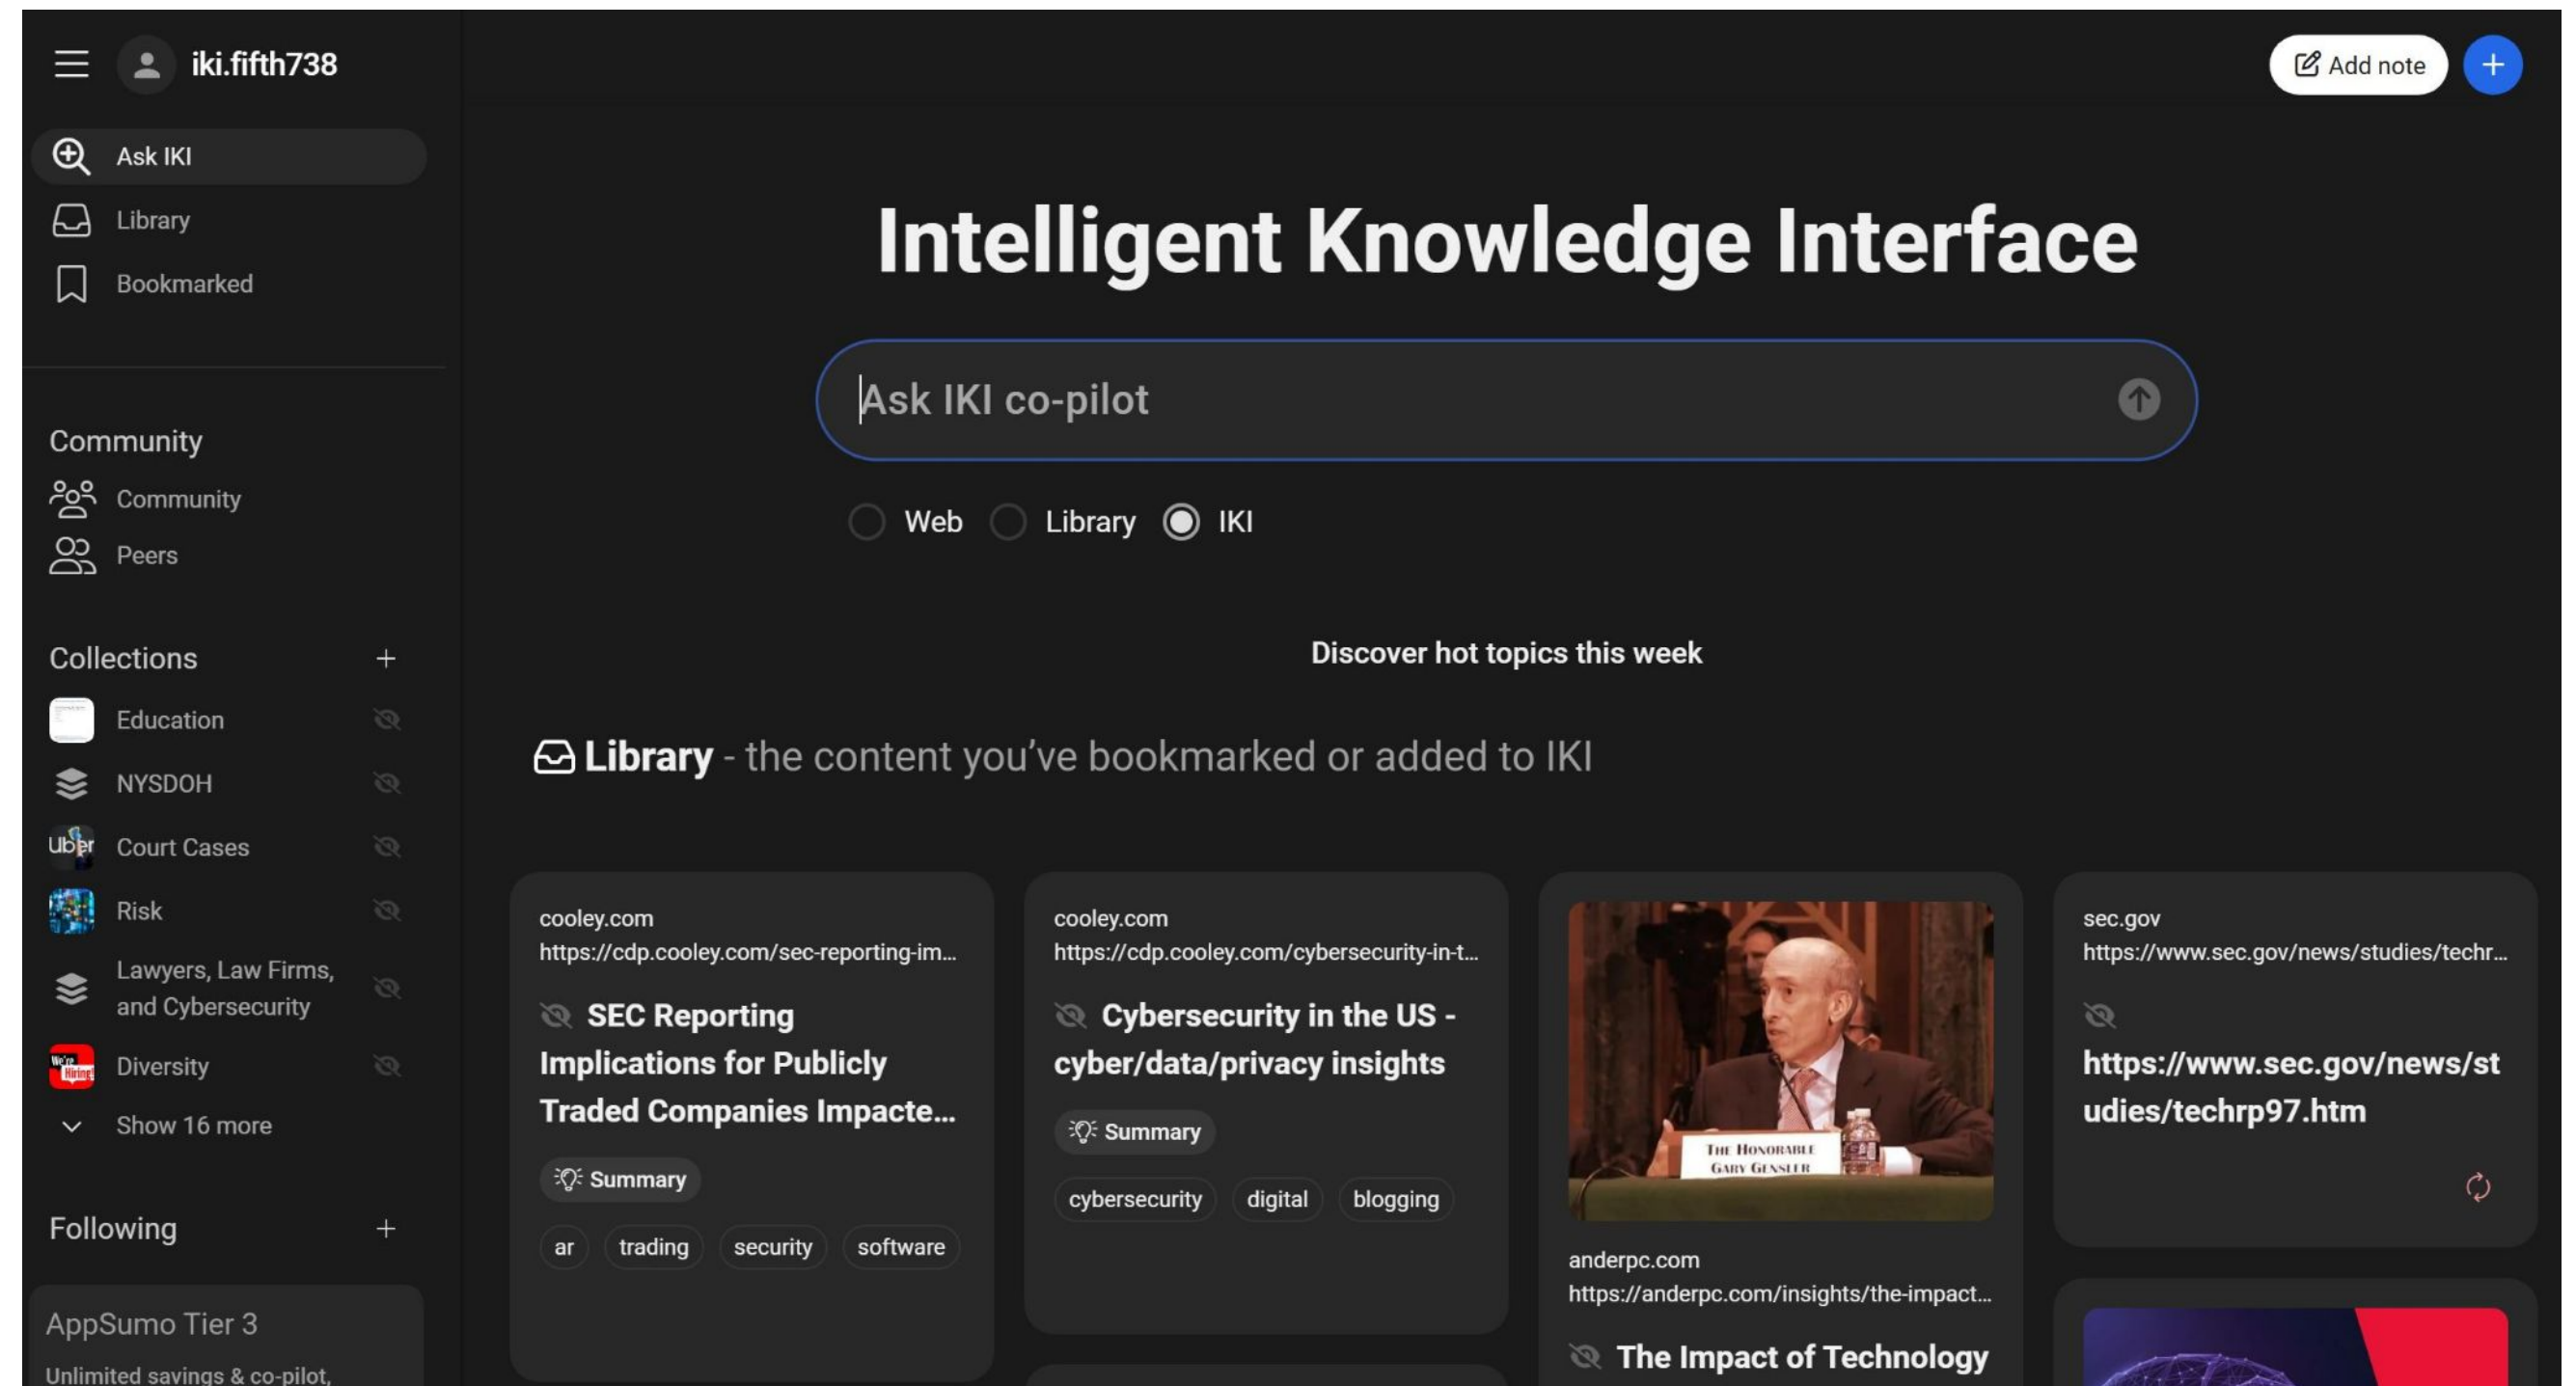 iki.fifth738
Ask IKI
Library
Bookmarked
Community
Community
Peers
Collections
Education
NYSDOH
Uber
Court Cases
Risk
Lawyers, Law Firms,
and Cybersecurity
We're
Hiring!
Diversity
Show 16 more
Following
AppSumo Tier 3
Unlimited savings & co-pilot,
Add note
Intelligent Knowledge Interface
Ask IKI co-pilot
Web Library IKI
Discover hot topics this week
Library - the content you've bookmarked or added to IKI
cooley.com
https://cdp.cooley.com/sec-reporting-im...
SEC Reporting
Implications for Publicly
Traded Companies Impacte...
Summary
ar trading security software
cooley.com
https://cdp.cooley.com/cybersecurity-in-t...
Cybersecurity in the US -
cyber/data/privacy insights
Summary
cybersecurity digital blogging
THE HONORABLE
GARY GENSLER
anderpc.com
https://anderpc.com/insights/the-impact...
The Impact of Technology
sec.gov
https://www.sec.gov/news/studies/techr...
https://www.sec.gov/news/st
udies/techrp97.htm